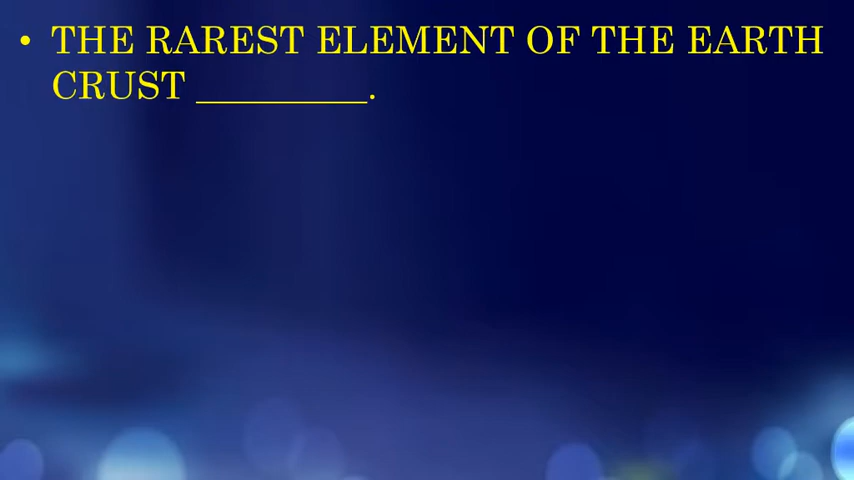 • THE RAREST ELEMENT OF THE EARTH
CRUST _________.